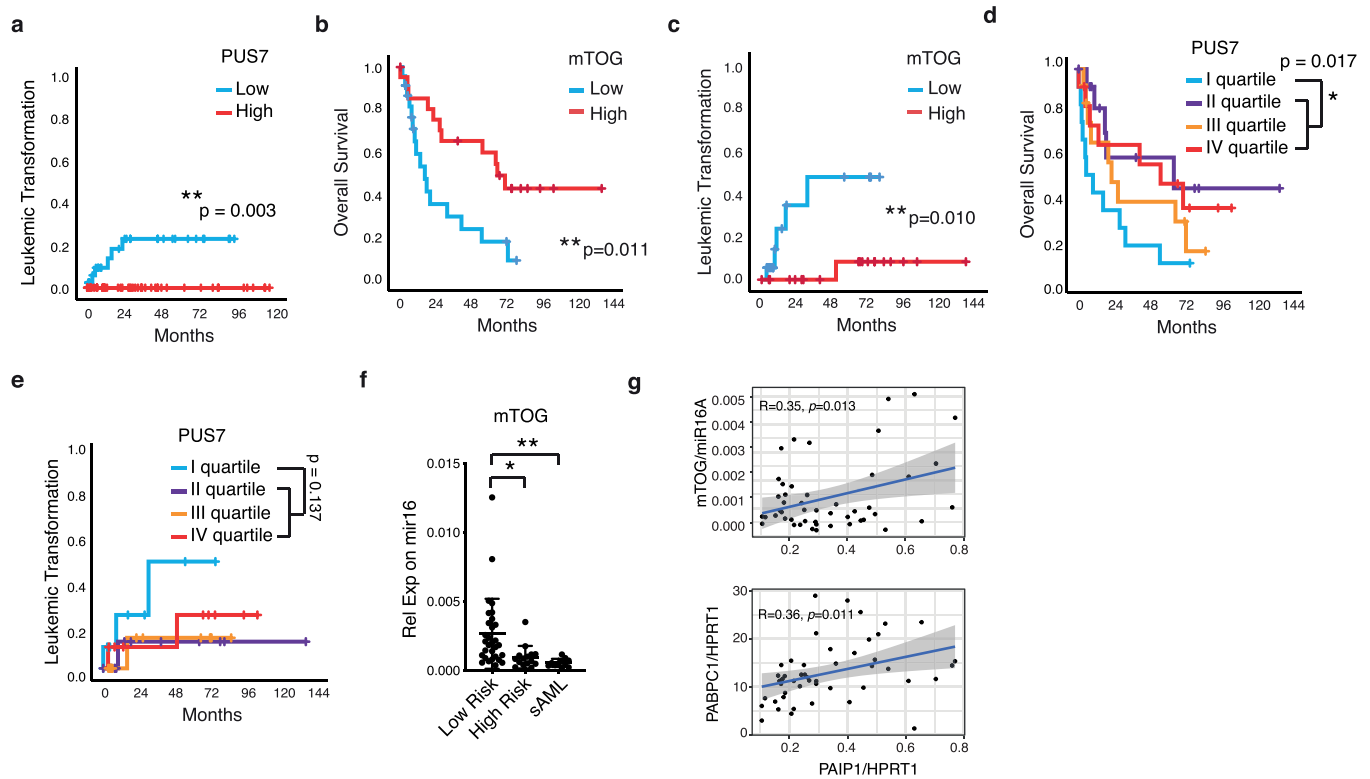 a
PUS7
Low
High
Leukemic Transformation
1.0
0.8
0.6
0.4
0.2
0.0
**
p = 0.003
0 24 48 72 96 120
Months
b
mTOG
Low
High
Overall Survival
1.0
0.8
0.6
0.4
0.2
0.0
**p=0.011
0 24 48 72 96 120 144
Months
c
mTOG
Low
High
Leukemic Transformation
1.0
0.8
0.6
0.4
0.2
0.0
**p=0.010
0 24 48 72 96 120 144
Months
d
PUS7
p = 0.017
I quartile
II quartile
III quartile
IV quartile
*
Overall Survival
1.0
0.8
0.6
0.4
0.2
0.0
0 24 48 72 96 120 144
Months
e
PUS7
I quartile
II quartile
III quartile
IV quartile
p = 0.137
Leukemic Transformation
1.0
0.8
0.6
0.4
0.2
0.0
0 24 48 72 96 120 144
Months
f
mTOG
**
*
Rel Exp on mir16
0.015
0.010
0.005
0.000
Low Risk
High Risk
sAML
g
R=0.35, p=0.013
mTOG/miR16A
0.005
0.003
0.002
0.001
0.000
0.2 0.4 0.6 0.8
R=0.36, p=0.011
PABPC1/HPRT1
30
20
10
0
0.2 0.4 0.6 0.8
PAIP1/HPRT1